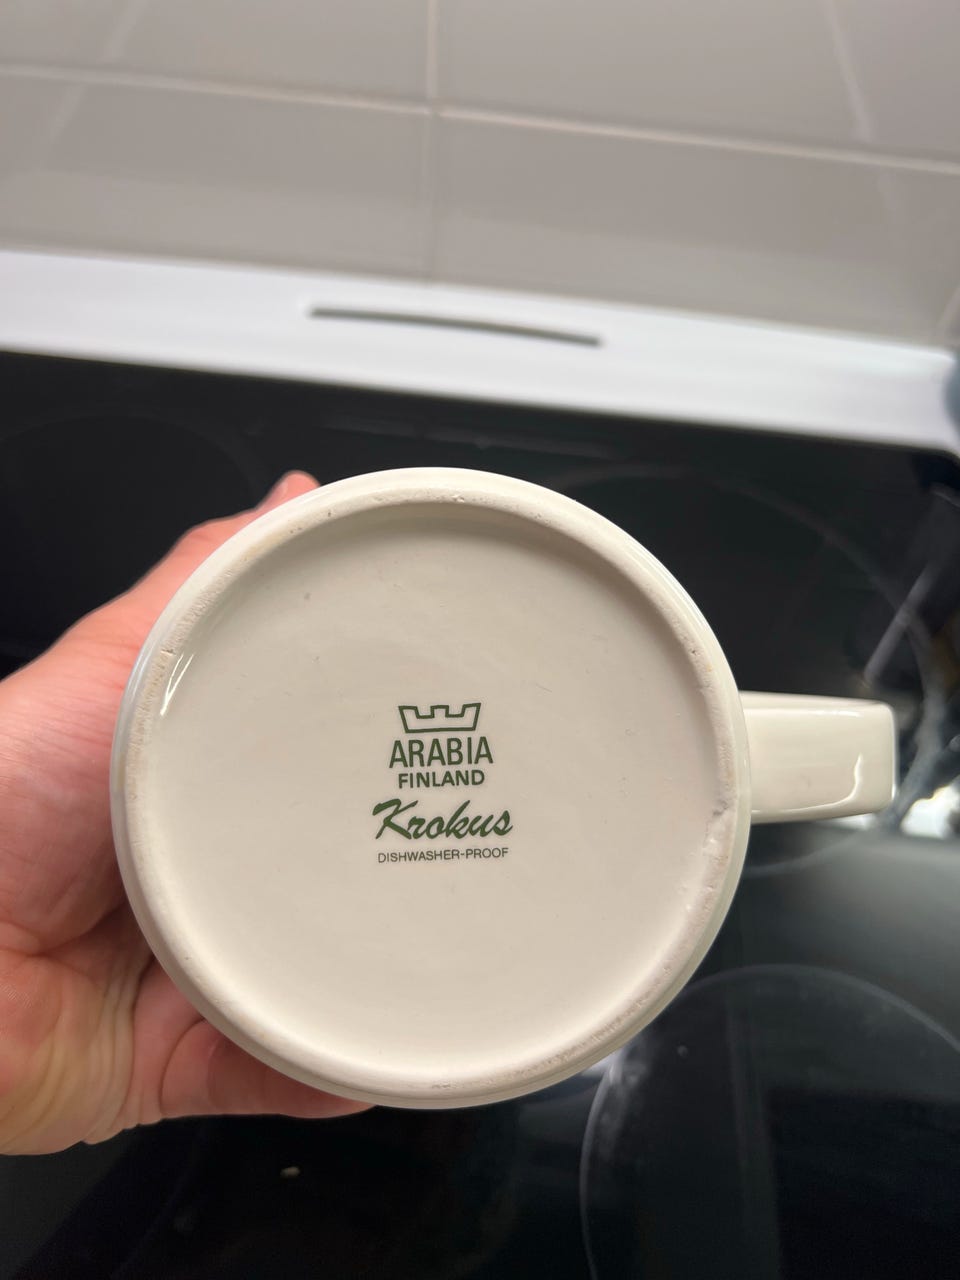 ARABIA
FINLAND
Krokus
DISHWASHER-PROOF